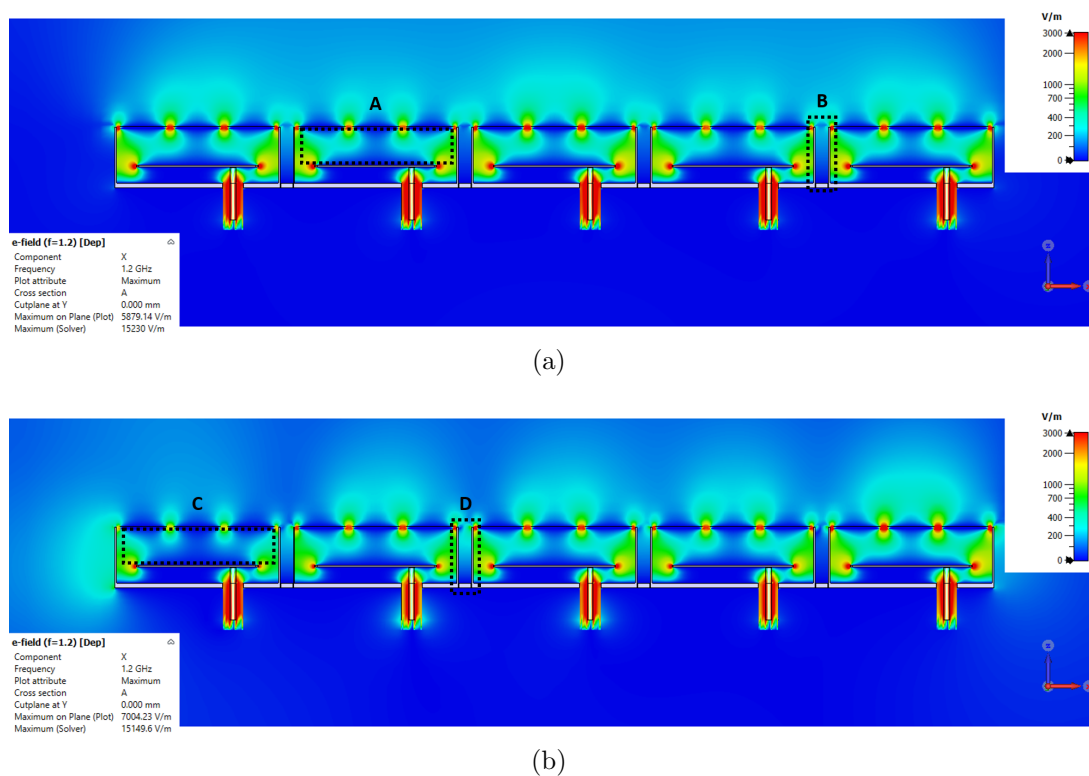 V/m
3000
2000
1000
700
400
200
0
A
B
e-field (f=1.2) [Dep]
Component X
Frequency 1.2 GHz
Plot attribute Maximum
Cross section A
Cutplane at Y 0.000 mm
Maximum on Plane (Plot) 5879.14 V/m
Maximum (Solver) 15230 V/m
(a)
V/m
3000
2000
1000
700
400
200
0
C
D
e-field (f=1.2) [Dep]
Component X
Frequency 1.2 GHz
Plot attribute Maximum
Cross section A
Cutplane at Y 0.000 mm
Maximum on Plane (Plot) 7004.23 V/m
Maximum (Solver) 15149.6 V/m
(b)